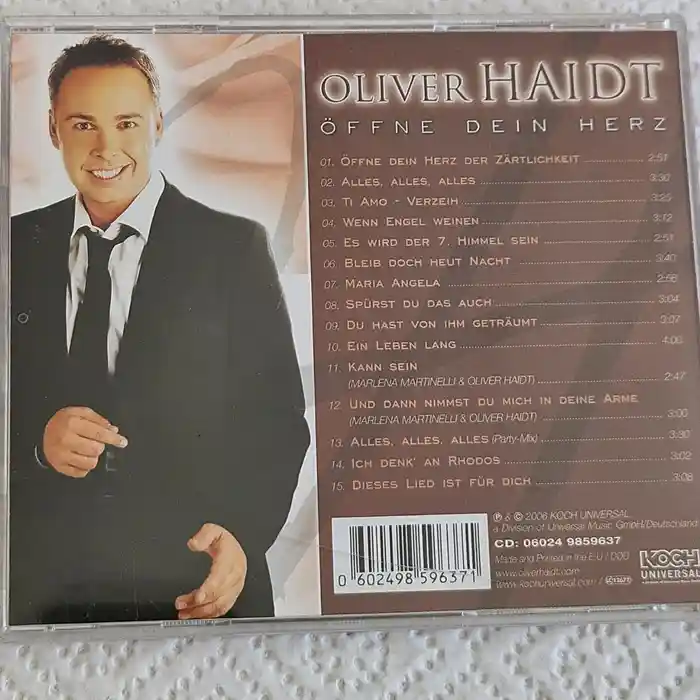 OLIVER HAIDT
ÖFFNE DEIN HERZ
01. ÖFFNE DEIN HERZ DER ZÄRTLICHKEIT 2:51
02. ALLES, ALLES, ALLES 3:30
03. TI AMO - VERZEIH 3:25
04. WENN ENGEL WEINEN 3:12
05. ES WIRD DER 7. HIMMEL SEIN 2:51
06. BLEIB DOCH HEUT NACHT 3:40
07. MARIA ANGELA 2:58
08. SPÜRST DU DAS AUCH 3:04
09. DU HAST VON IHM GETRÄUMT 3:07
10. EIN LEBEN LANG 4:06
11. KANN SEIN
(MARLENA MARTINELLI & OLIVER HAIDT) 2:47
12. UND DANN NIMMST DU MICH IN DEINE ARME
(MARLENA MARTINELLI & OLIVER HAIDT) 3:00
13. ALLES, ALLES, ALLES (Party-Mix) 3:30
14. ICH DENK' AN RHODOS 3:02
15. DIESES LIED IST FÜR DICH 3:08
℗ & © 2006 KOCH UNIVERSAL
a Division of Universal Music GmbH/Deutschland
CD: 06024 9859637
Made and Printed in the E.U. / DDD
www.oliverhaidt.com
www.kochuniversal.com
0 602498 596371
KOCH
UNIVERSAL